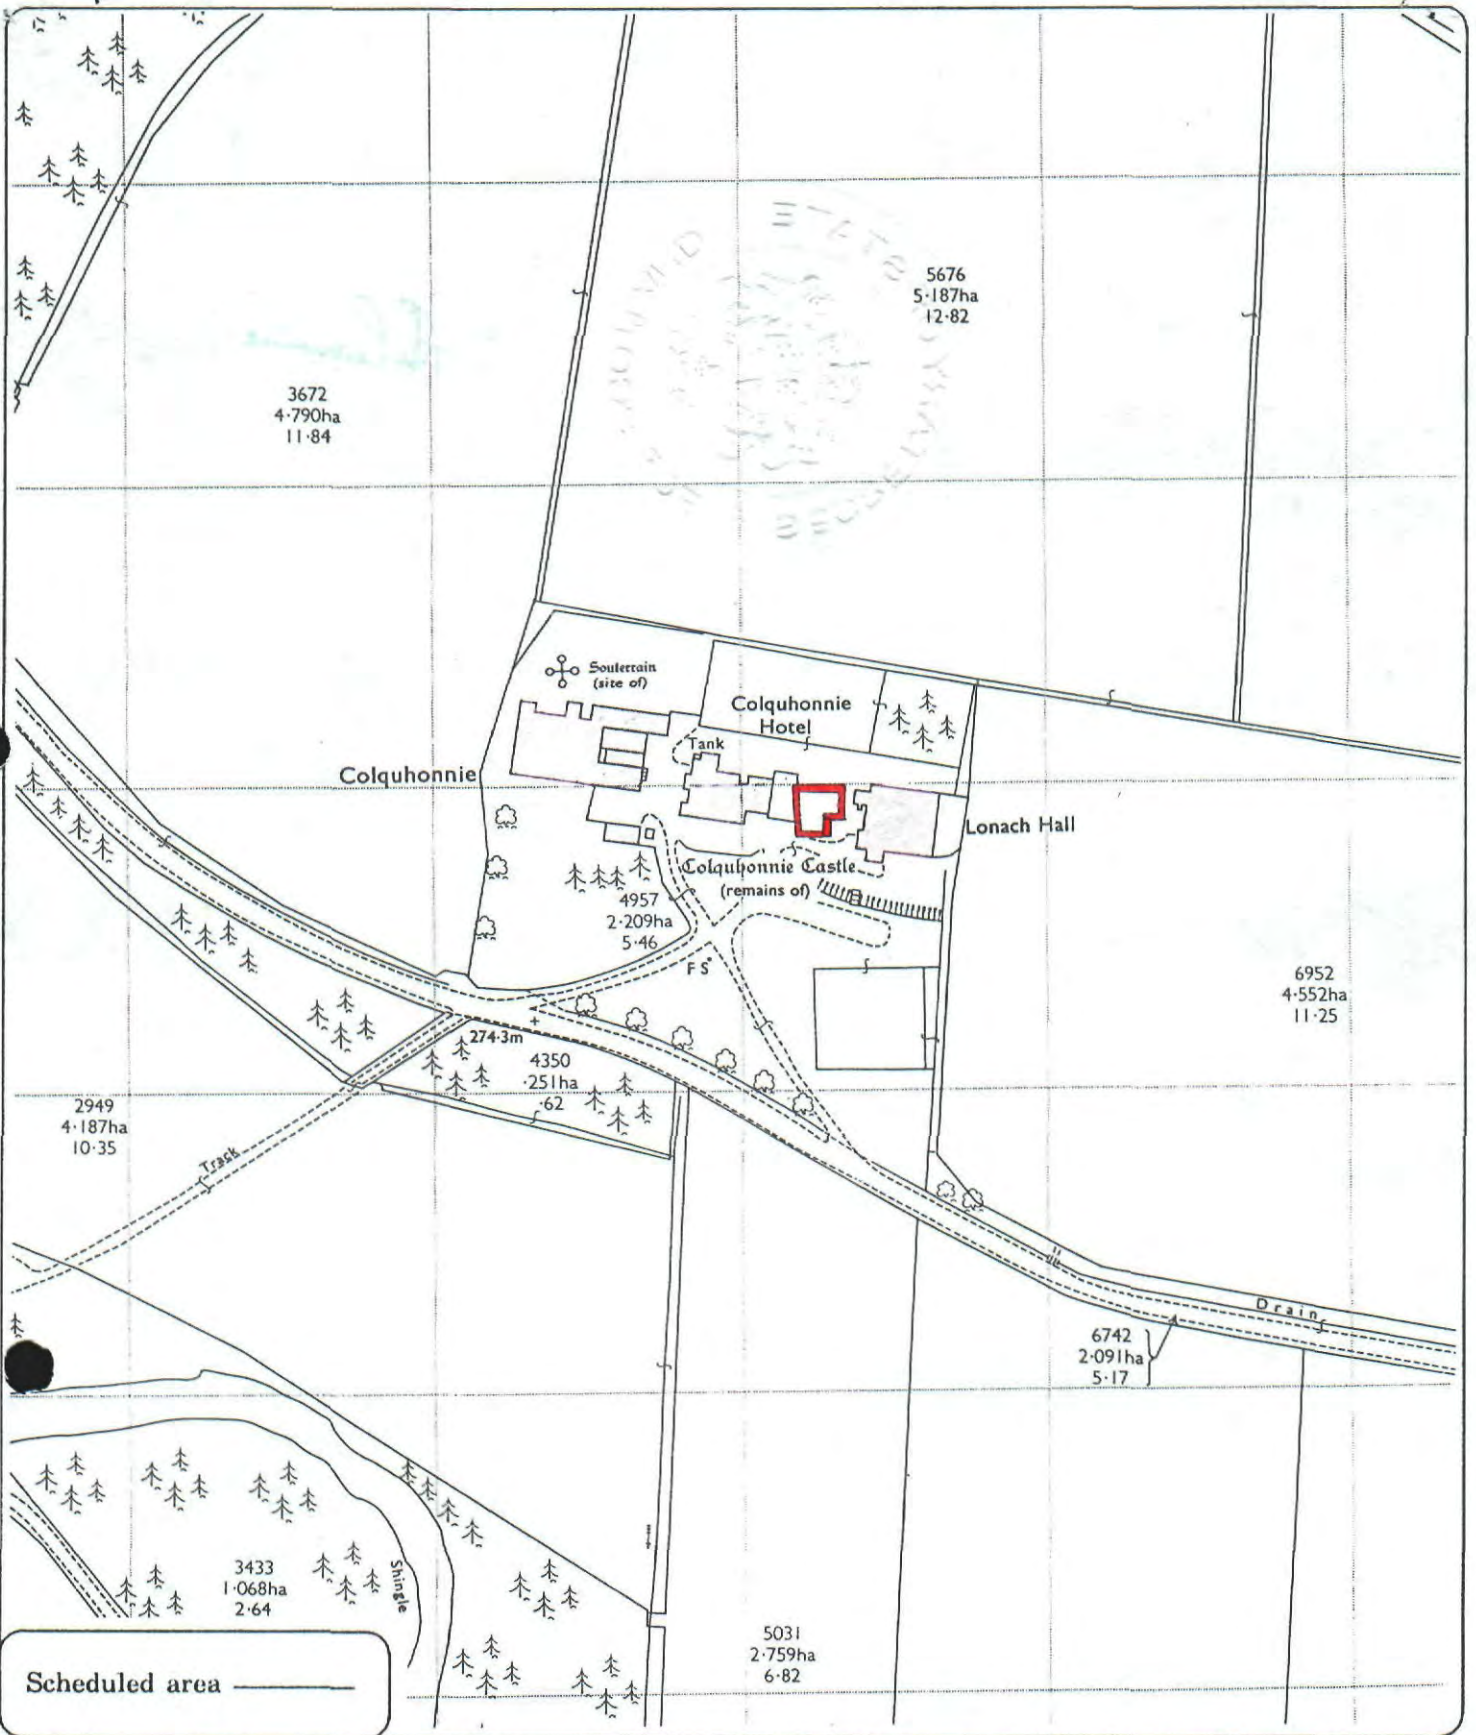 5676
5·187ha
12·82
3672
4·790ha
11·84
Souterrain
(site of)
Colquhonnie
Hotel
Tank
Colquhonnie
Lonach Hall
Colquhonnie Castle
(remains of)
4957
2·209ha
5·46
F S
6952
4·552ha
11·25
274·3m
4350
·251ha
·62
2949
4·187ha
10·35
Track
Drain
6742
2·091ha
5·17
3433
1·068ha
2·64
Shingle
5031
2·759ha
6·82
Scheduled area